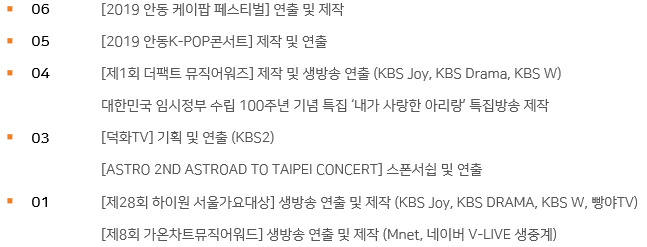 06 [2019 안동 케이팝 페스티벌] 연출 및 제작
05 [2019 안동K-POP콘서트] 제작 및 연출
04 [제1회 더팩트 뮤직어워즈] 제작 및 생방송 연출 (KBS Joy, KBS Drama, KBS W)
대한민국 임시정부 수립 100주년 기념 특집 '내가 사랑한 아리랑' 특집방송 제작
03 [덕화TV] 기획 및 연출 (KBS2)
[ASTRO 2ND ASTROAD TO TAIPEI CONCERT] 스폰서쉽 및 연출
01 [제28회 하이원 서울가요대상] 생방송 연출 및 제작 (KBS Joy, KBS DRAMA, KBS W, 빵야TV)
[제8회 가온차트뮤직어워드] 생방송 연출 및 제작 (Mnet, 네이버 V-LIVE 생중계)